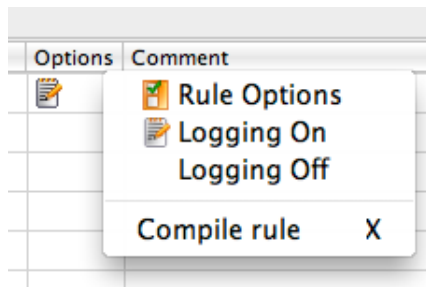 Options Comment
Rule Options
Logging On
Logging Off
Compile rule X